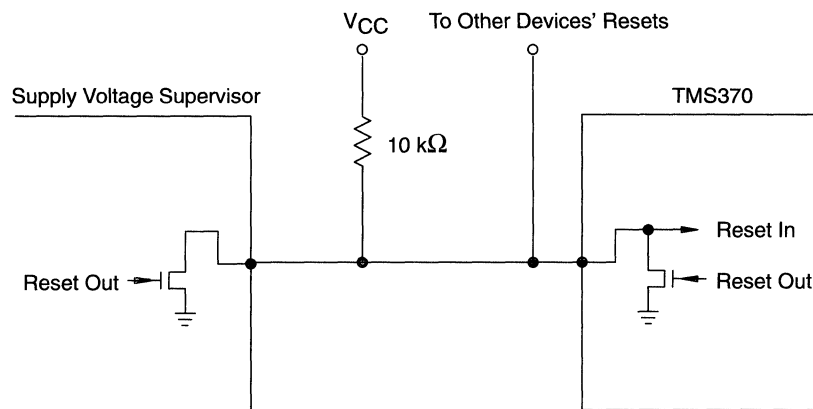 VCC
To Other Devices' Resets
Supply Voltage Supervisor
TMS370
10 kΩ
Reset In
Reset Out
Reset Out